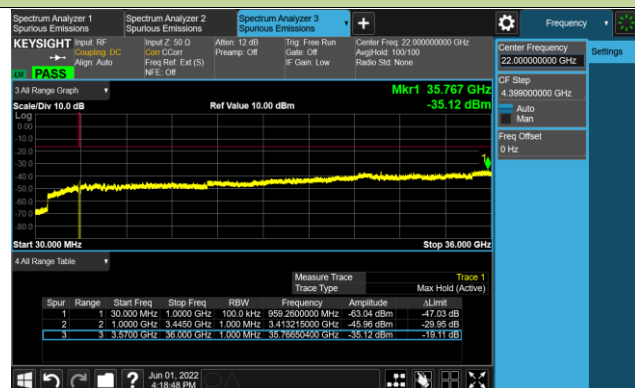 Spectrum Analyzer 1
Spurious Emissions
Spectrum Analyzer 2
Spurious Emissions
Spectrum Analyzer 3
Spurious Emissions
Frequency
KEYSIGHT
Input: RF
Coupling: DC
Align: Auto
Input Z: 50 Ω
Corr CCorr
Freq Ref: Ext (S)
NFE: Off
Atten: 12 dB
Preamp: Off
Trig: Free Run
Gate: Off
IF Gain: Low
Center Freq: 22.000000000 GHz
Avg|Hold: 100/100
Radio Std: None
PASS
Center Frequency
22.000000000 GHz
Settings
CF Step
4.399000000 GHz
Auto
Man
Freq Offset
0 Hz
3 All Range Graph
Mkr1 35.767 GHz
Scale/Div 10.0 dB
Ref Value 10.00 dBm
-35.12 dBm
Log
0.00
-10.0
-20.0
-30.0
-40.0
-50.0
-60.0
-70.0
-80.0
1
Start 30.000 MHz
Stop 36.000 GHz
4 All Range Table
Measure Trace Trace 1
Trace Type Max Hold (Active)
Spur Range Start Freq Stop Freq RBW Frequency Amplitude ΔLimit
1 1 30.000 MHz 1.0000 GHz 100.0 kHz 959.2600000 MHz -63.04 dBm -47.03 dB
2 2 1.0000 GHz 3.4450 GHz 1.000 MHz 3.413215000 GHz -45.96 dBm -29.95 dB
3 3 3.5700 GHz 36.000 GHz 1.000 MHz 35.76650400 GHz -35.12 dBm -19.11 dB
Jun 01, 2022
4:18:48 PM